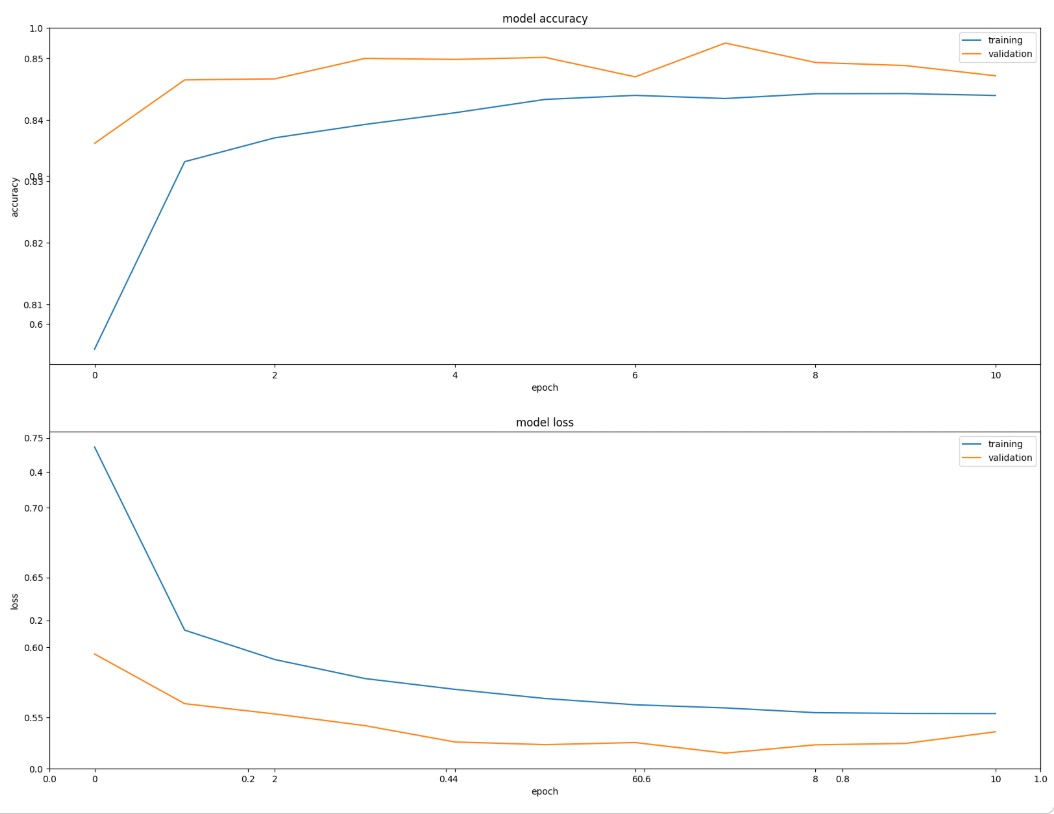 model accuracy
1.0
0.85
0.84
0.8
0.83
0.82
0.81
0.6
accuracy
training
validation
0 2 4 6 8 10
epoch
model loss
0.75
0.4
0.70
0.65
0.2
0.60
0.55
0.0
loss
training
validation
0.0 0 0.2 2 0.44 60.6 8 0.8 10 1.0
epoch